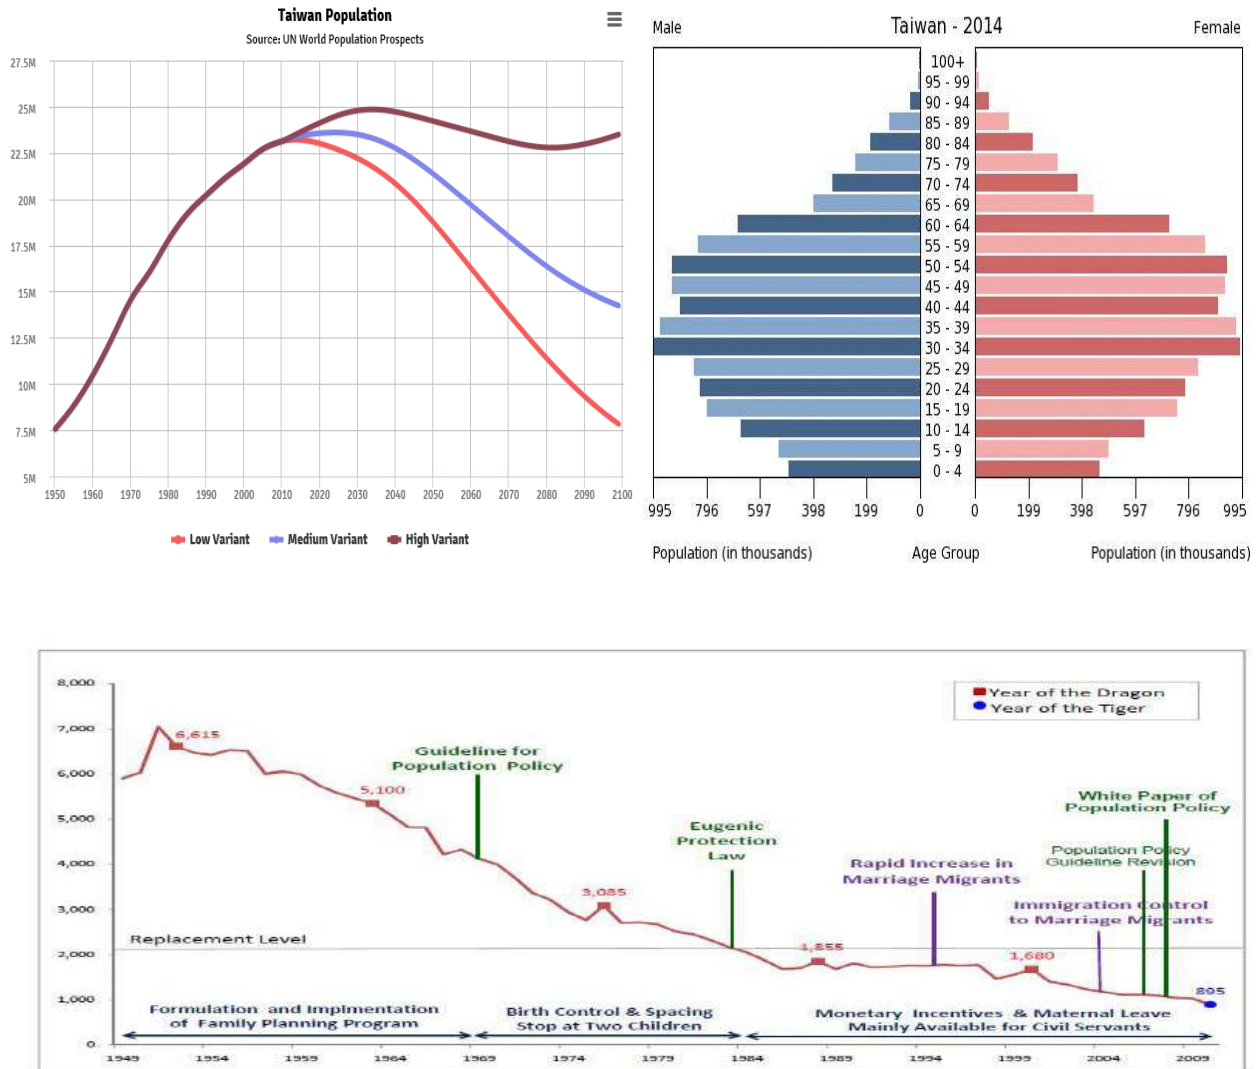 Taiwan Population
Source: UN World Population Prospects
27.5M
25M
22.5M
20M
17.5M
15M
12.5M
10M
7.5M
5M
1950 1960 1970 1980 1990 2000 2010 2020 2030 2040 2050 2060 2070 2080 2090 2100
Low Variant Medium Variant High Variant
Male Taiwan - 2014 Female
100+
95 - 99
90 - 94
85 - 89
80 - 84
75 - 79
70 - 74
65 - 69
60 - 64
55 - 59
50 - 54
45 - 49
40 - 44
35 - 39
30 - 34
25 - 29
20 - 24
15 - 19
10 - 14
5 - 9
0 - 4
995 796 597 398 199 0 0 199 398 597 796 995
Population (in thousands) Age Group Population (in thousands)
8,000
7,000
6,000
5,000
4,000
3,000
2,000
1,000
0
Year of the Dragon
Year of the Tiger
6,615
5,100
3,085
1,855
1,680
895
Guideline for
Population Policy
Eugenic
Protection
Law
Rapid Increase in
Marriage Migrants
White Paper of
Population Policy
Population Policy
Guideline Revision
Immigration Control
to Marriage Migrants
Replacement Level
Formulation and Implmentation
of Family Planning Program
Birth Control & Spacing
Stop at Two Children
Monetary Incentives & Maternal Leave
Mainly Available for Civil Servants
1949 1954 1959 1964 1969 1974 1979 1984 1989 1994 1999 2004 2009